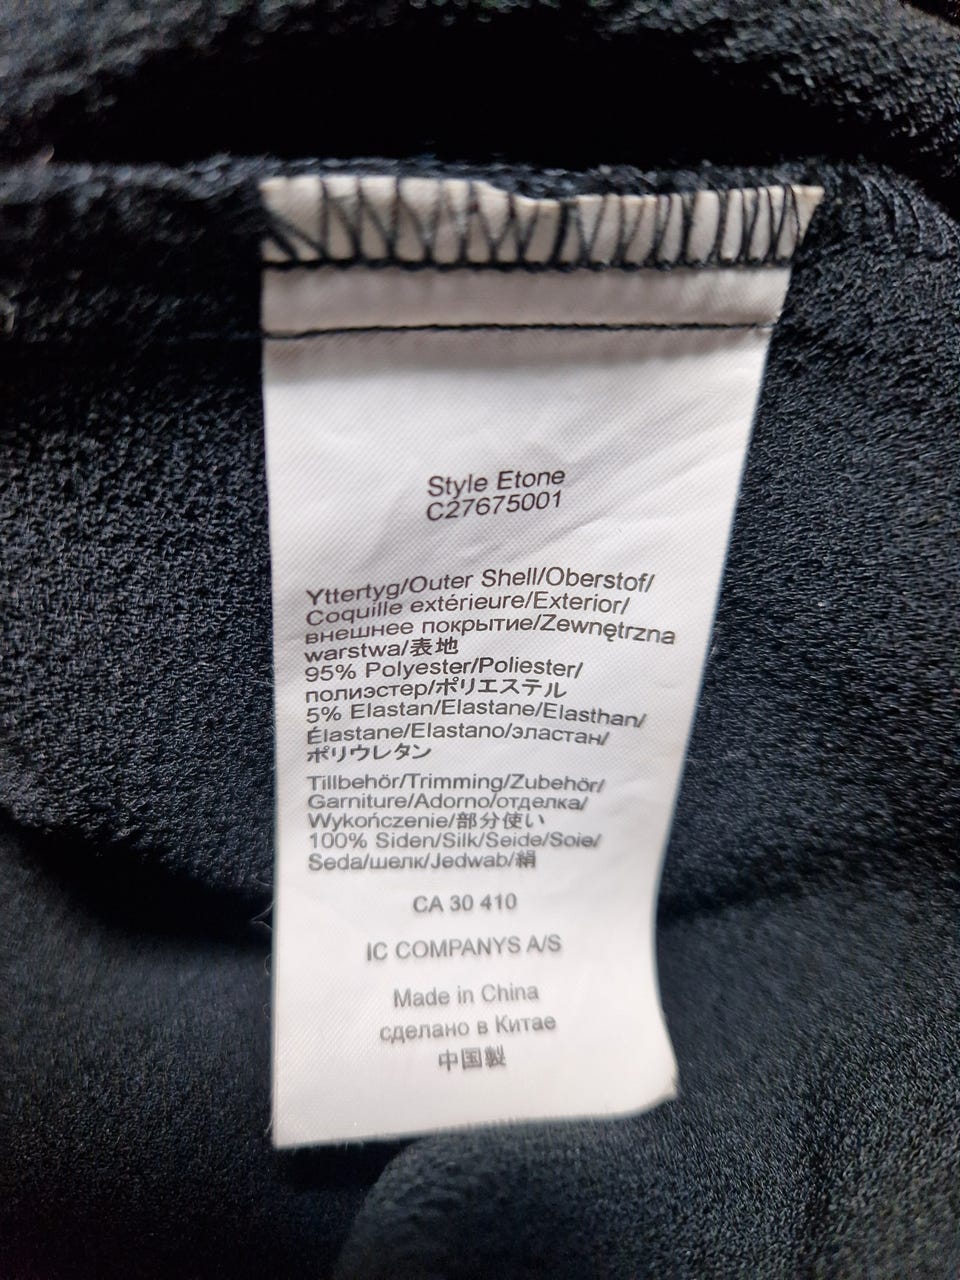 Style Etone
C27675001
Yttertyg/Outer Shell/Oberstof/
Coquille extérieure/Exterior/
внешнее покрытие/Zewnętrzna
warstwa/表地
95% Polyester/Poliester/
полиэстер/ポリエステル
5% Elastan/Elastane/Elasthan/
Élastane/Elastano/эластан/
ポリウレタン
Tillbehör/Trimming/Zubehör/
Garniture/Adorno/отделка/
Wykończenie/部分使い
100% Siden/Silk/Seide/Soie/
Seda/шелк/Jedwab/絹
CA 30 410
IC COMPANYS A/S
Made in China
сделано в Китае
中国製